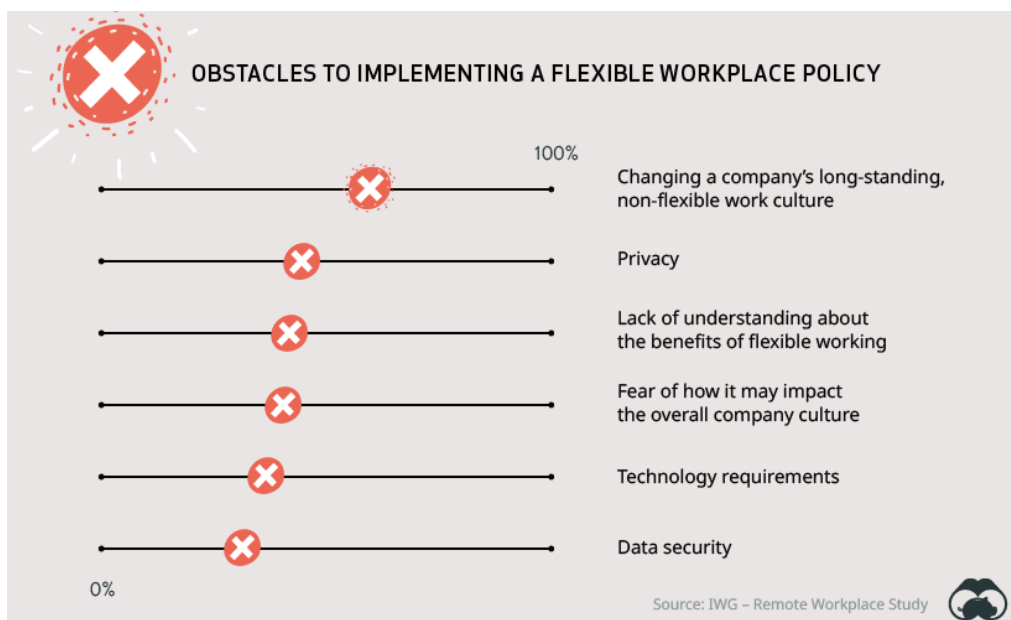 OBSTACLES TO IMPLEMENTING A FLEXIBLE WORKPLACE POLICY
100%
Changing a company's long-standing,
non-flexible work culture
Privacy
Lack of understanding about
the benefits of flexible working
Fear of how it may impact
the overall company culture
Technology requirements
Data security
0%
Source: IWG – Remote Workplace Study